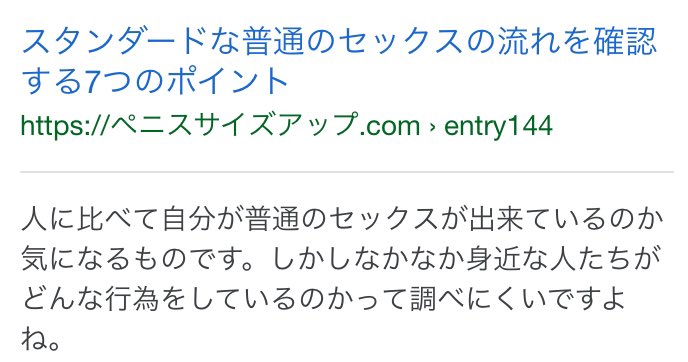 スタンダードな普通のセックスの流れを確認
する7つのポイント
https://ペニスサイズアップ.com › entry144
人に比べて自分が普通のセックスが出来ているのか
気になるものです。しかしなかなか身近な人たちが
どんな行為をしているのかって調べにくいですよ
ね。